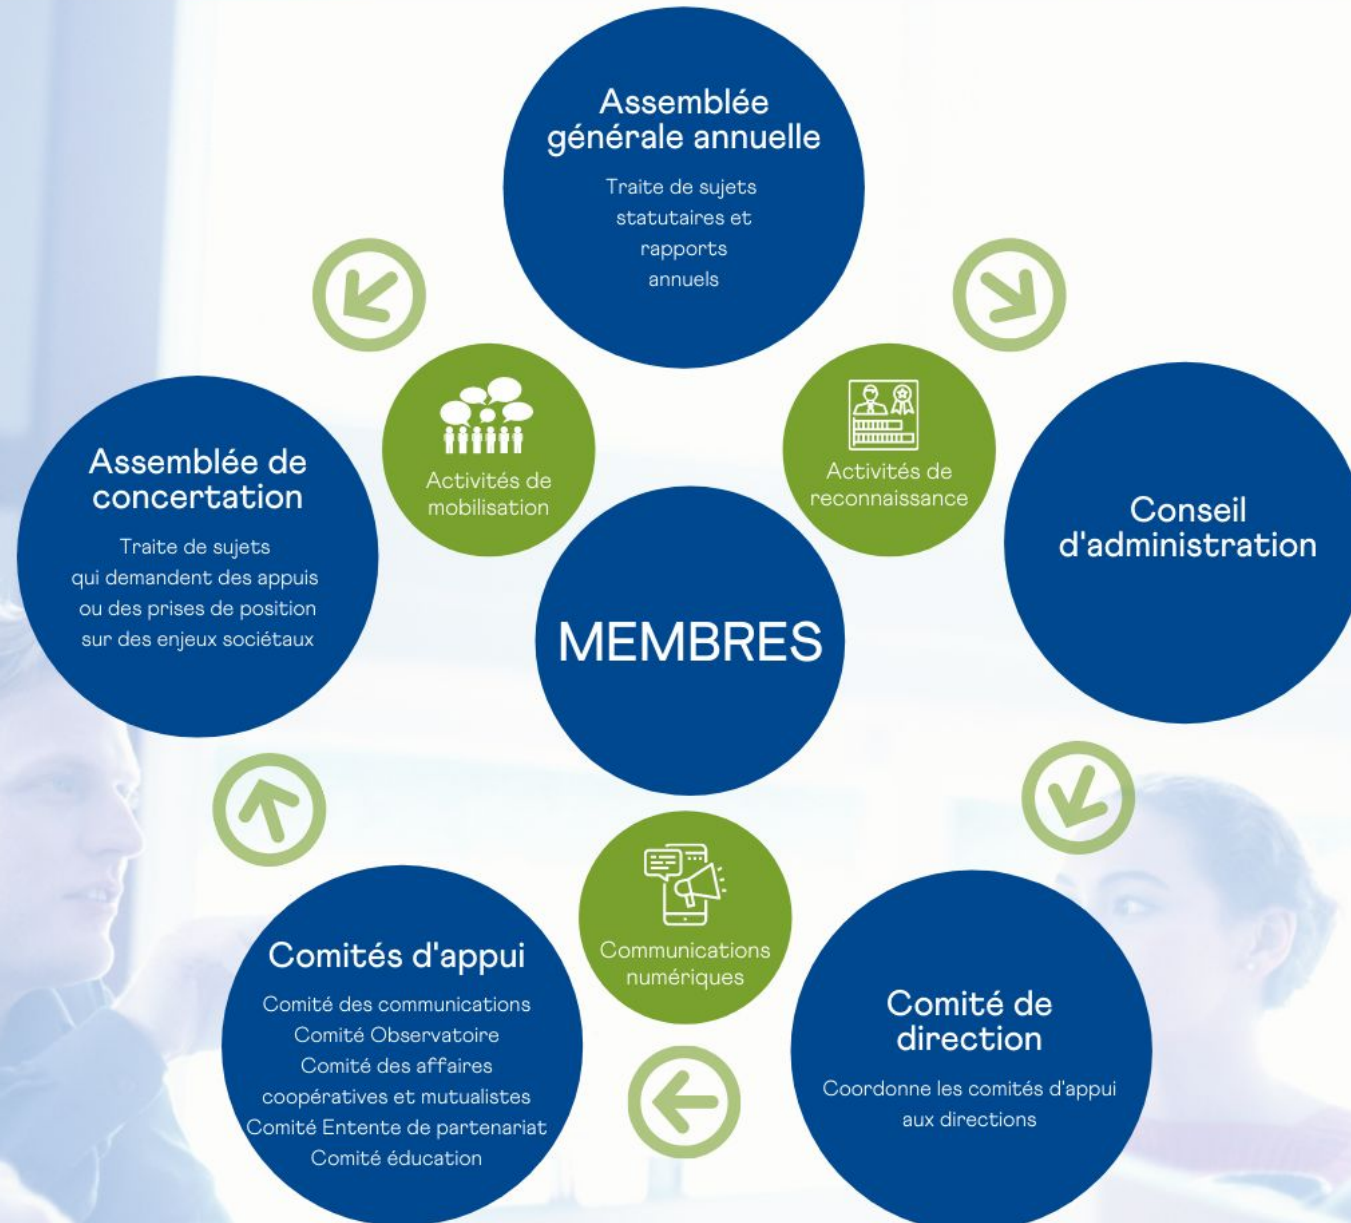 Assemblée
générale annuelle
Traite de sujets
statutaires et
rapports
annuels
Activités de
mobilisation
Activités de
reconnaissance
Assemblée de
concertation
Traite de sujets
qui demandent des appuis
ou des prises de position
sur des enjeux sociétaux
Conseil
d'administration
MEMBRES
Communications
numériques
Comités d'appui
Comité des communications
Comité Observatoire
Comité des affaires
coopératives et mutualistes
Comité Entente de partenariat
Comité éducation
Comité de
direction
Coordonne les comités d'appui
aux directions